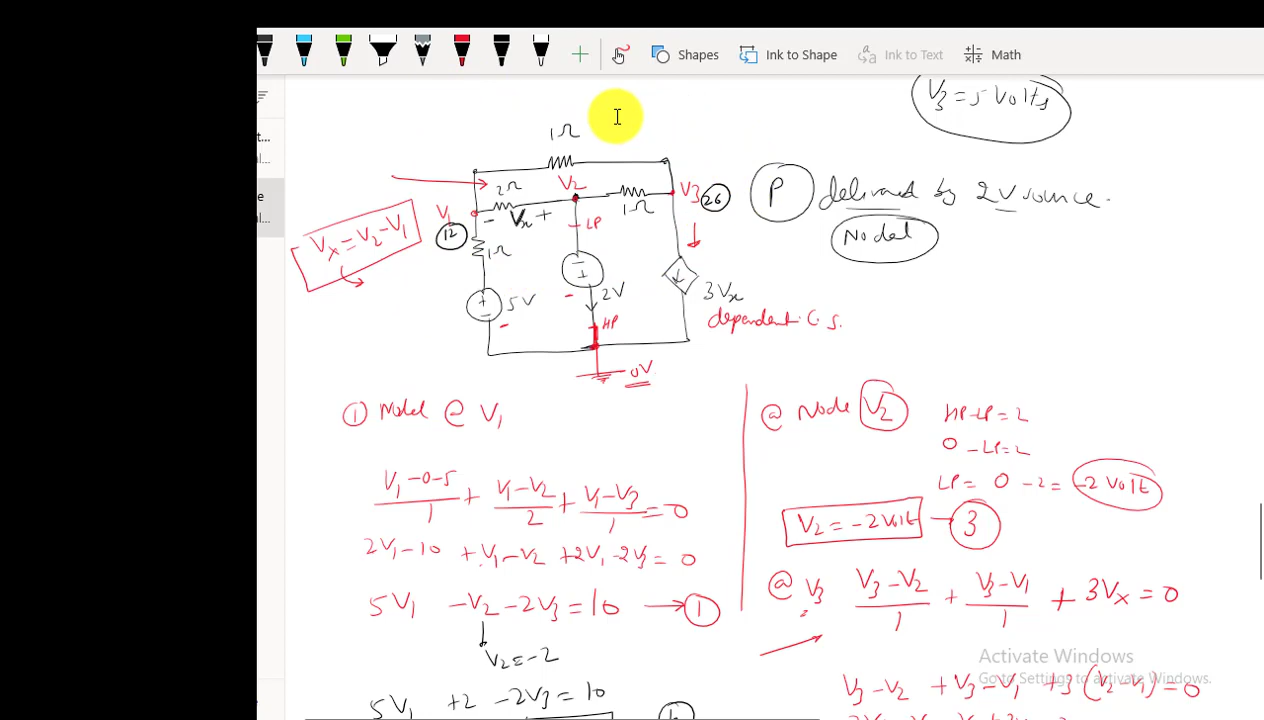 Shapes Ink to Shape Ink to Text Math
V3 = 5 Volts
1Ω
2Ω V2 V3 26
1Ω
V1 - Vx + LP
12
Vx = V2-V1
1Ω
+ 5V
- + 2V
3Vx
HP
dependent C.S.
0V
P delivered by 2V source.
Nodal
① Nodal @ V1
V1-0-5/1 + V1-V2/2 + V1-V3/1 = 0
2V1-10 + V1-V2 + 2V1-2V3 = 0
5V1 -V2 -2V3 = 10 → ①
V2 = -2
5V1 +2 -2V3 = 10
@ Node V2
HP-LP = 2
0 -LP = 2
LP = 0 -2 = -2 Volt
V2 = -2 Volt → ③
@ V3 V3-V2/1 + V3-V1/1 + 3Vx = 0
V3-V2 + V3-V1 +3(V2-V1) = 0
Activate Windows
Go to Settings to activate Windows.